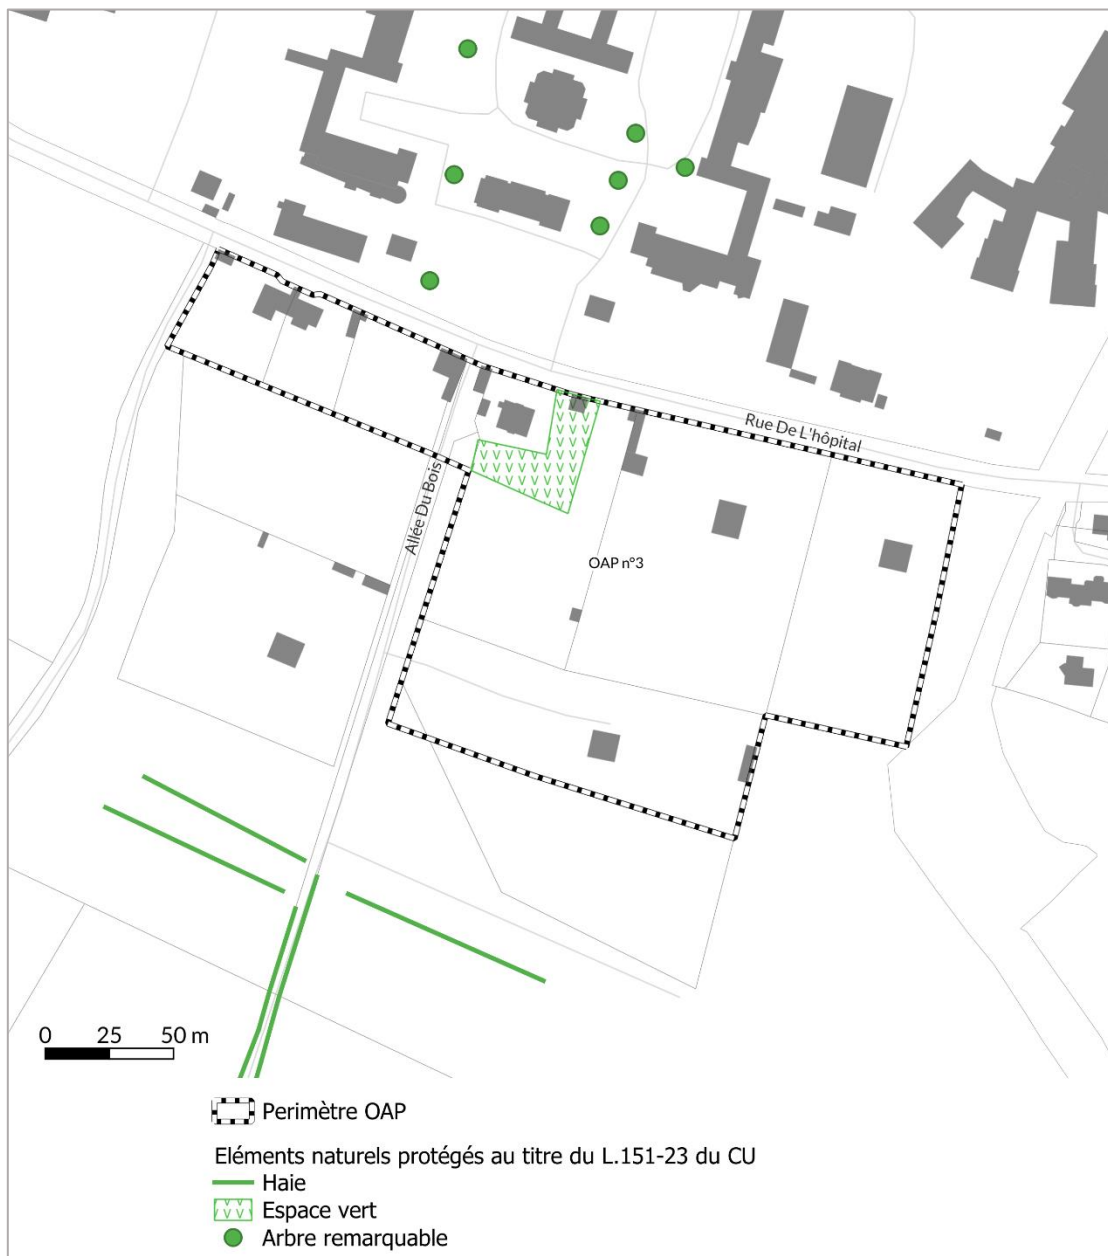 Rue De L'hôpital
Allée Du Bois
OAP n°3
0 25 50 m
Perimètre OAP
Eléments naturels protégés au titre du L.151-23 du CU
Haie
Espace vert
Arbre remarquable